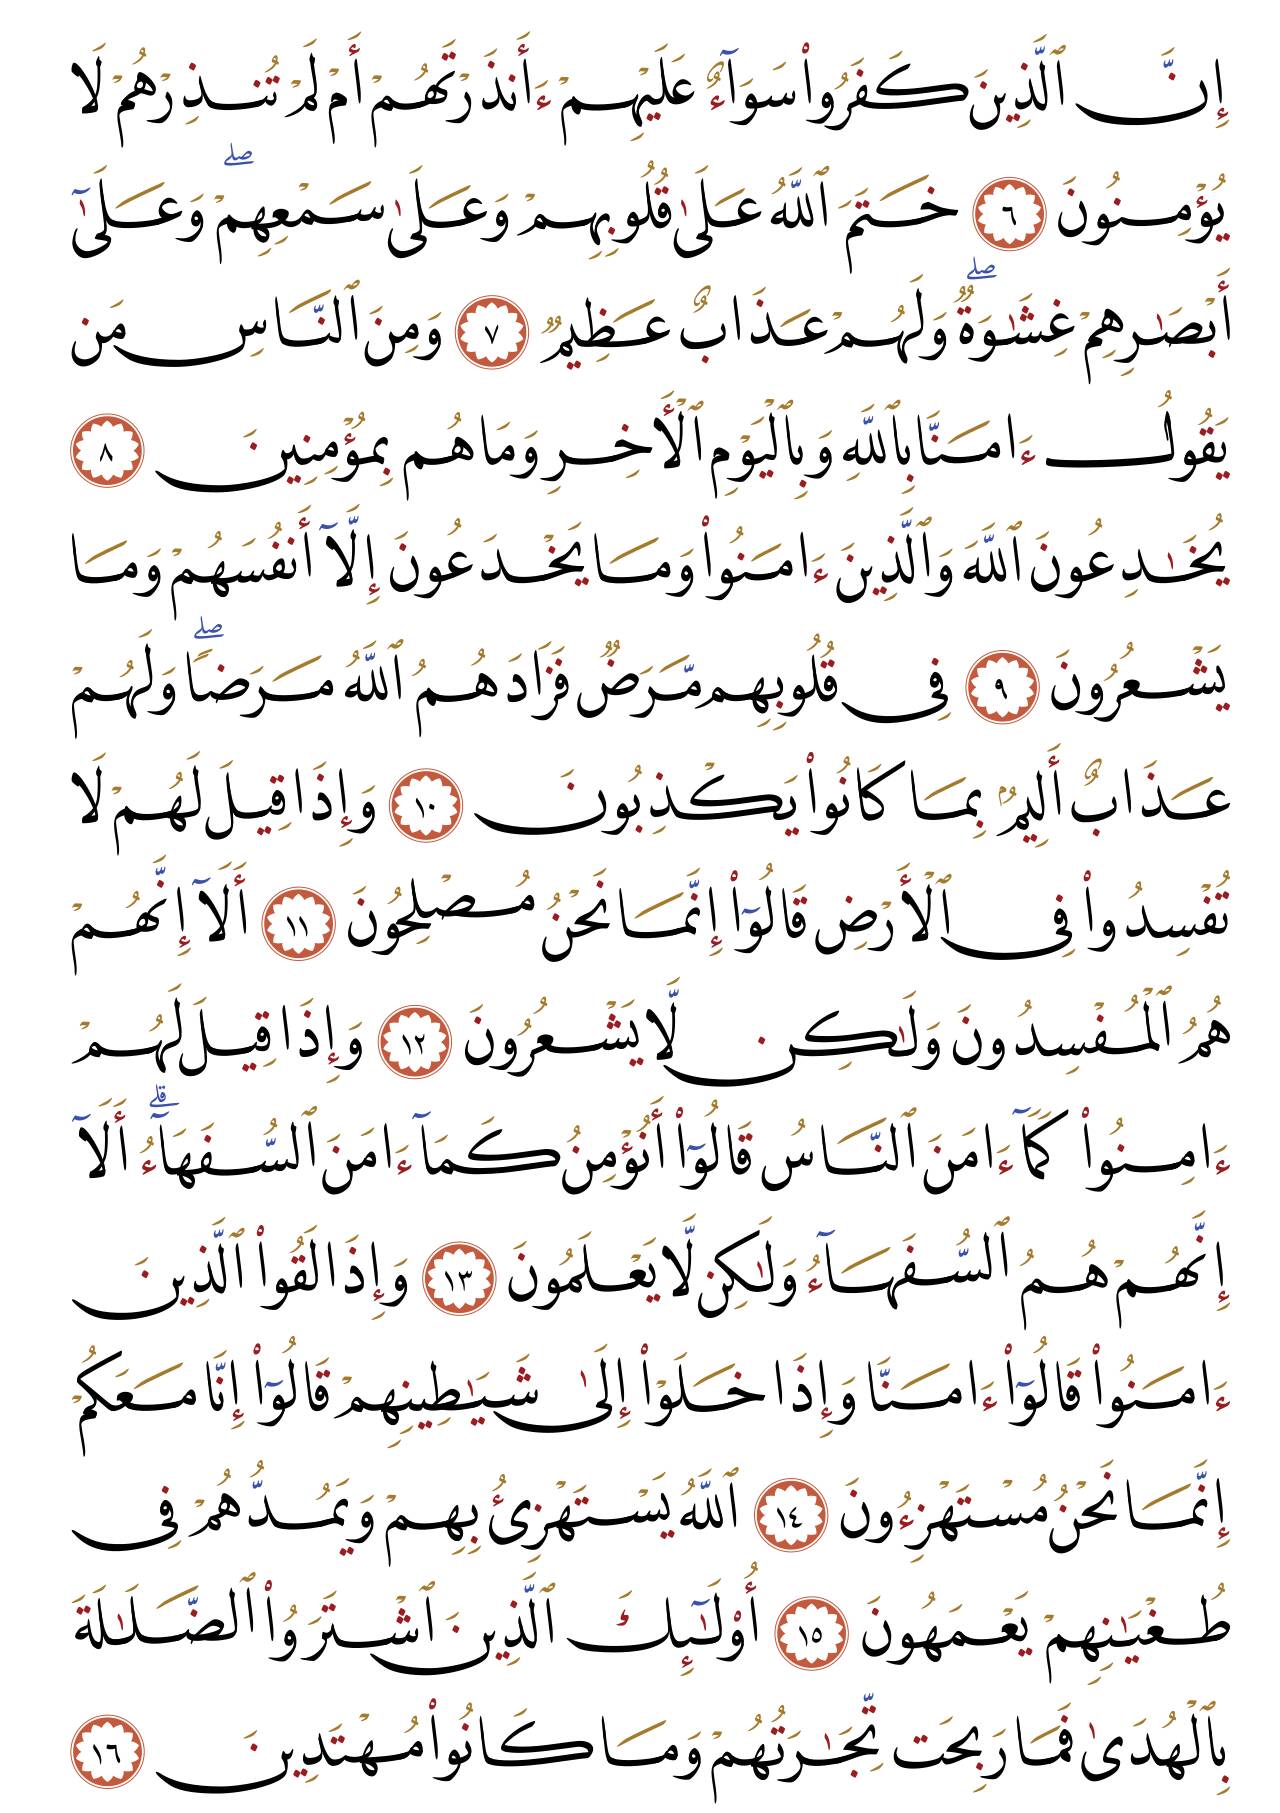 إِنَّ ٱلَّذِينَ كَفَرُوا۟ سَوَآءٌ عَلَيْهِمْ ءَأَنذَرْتَهُمْ أَمْ لَمْ تُنذِرْهُمْ لَا
يُؤْمِنُونَ ٦ خَتَمَ ٱللَّهُ عَلَىٰ قُلُوبِهِمْ وَعَلَىٰ سَمْعِهِمْ ۖ وَعَلَىٰٓ
أَبْصَـٰرِهِمْ غِشَـٰوَةٌ ۖ وَلَهُمْ عَذَابٌ عَظِيمٌ ٧ وَمِنَ ٱلنَّاسِ مَن
يَقُولُ ءَامَنَّا بِٱللَّهِ وَبِٱلْيَوْمِ ٱلْأَخِرِ وَمَا هُم بِمُؤْمِنِينَ ٨
يُخَـٰدِعُونَ ٱللَّهَ وَٱلَّذِينَ ءَامَنُوا۟ وَمَا يَخْدَعُونَ إِلَّآ أَنفُسَهُمْ وَمَا
يَشْعُرُونَ ٩ فِى قُلُوبِهِم مَّرَضٌ فَزَادَهُمُ ٱللَّهُ مَرَضًا ۖ وَلَهُمْ
عَذَابٌ أَلِيمٌۢ بِمَا كَانُوا۟ يَكْذِبُونَ ١٠ وَإِذَا قِيلَ لَهُمْ لَا
تُفْسِدُوا۟ فِى ٱلْأَرْضِ قَالُوٓا۟ إِنَّمَا نَحْنُ مُصْلِحُونَ ١١ أَلَآ إِنَّهُمْ
هُمُ ٱلْمُفْسِدُونَ وَلَـٰكِن لَّا يَشْعُرُونَ ١٢ وَإِذَا قِيلَ لَهُمْ
ءَامِنُوا۟ كَمَآ ءَامَنَ ٱلنَّاسُ قَالُوٓا۟ أَنُؤْمِنُ كَمَآ ءَامَنَ ٱلسُّفَهَآءُ ۗ أَلَآ
إِنَّهُمْ هُمُ ٱلسُّفَهَآءُ وَلَـٰكِن لَّا يَعْلَمُونَ ١٣ وَإِذَا لَقُوا۟ ٱلَّذِينَ
ءَامَنُوا۟ قَالُوٓا۟ ءَامَنَّا وَإِذَا خَلَوْا۟ إِلَىٰ شَيَـٰطِينِهِمْ قَالُوٓا۟ إِنَّا مَعَكُمْ
إِنَّمَا نَحْنُ مُسْتَهْزِءُونَ ١٤ ٱللَّهُ يَسْتَهْزِئُ بِهِمْ وَيَمُدُّهُمْ فِى
طُغْيَـٰنِهِمْ يَعْمَهُونَ ١٥ أُو۟لَـٰٓئِكَ ٱلَّذِينَ ٱشْتَرَوُا۟ ٱلضَّلَـٰلَةَ
بِٱلْهُدَىٰ فَمَا رَبِحَت تِّجَـٰرَتُهُمْ وَمَا كَانُوا۟ مُهْتَدِينَ ١٦